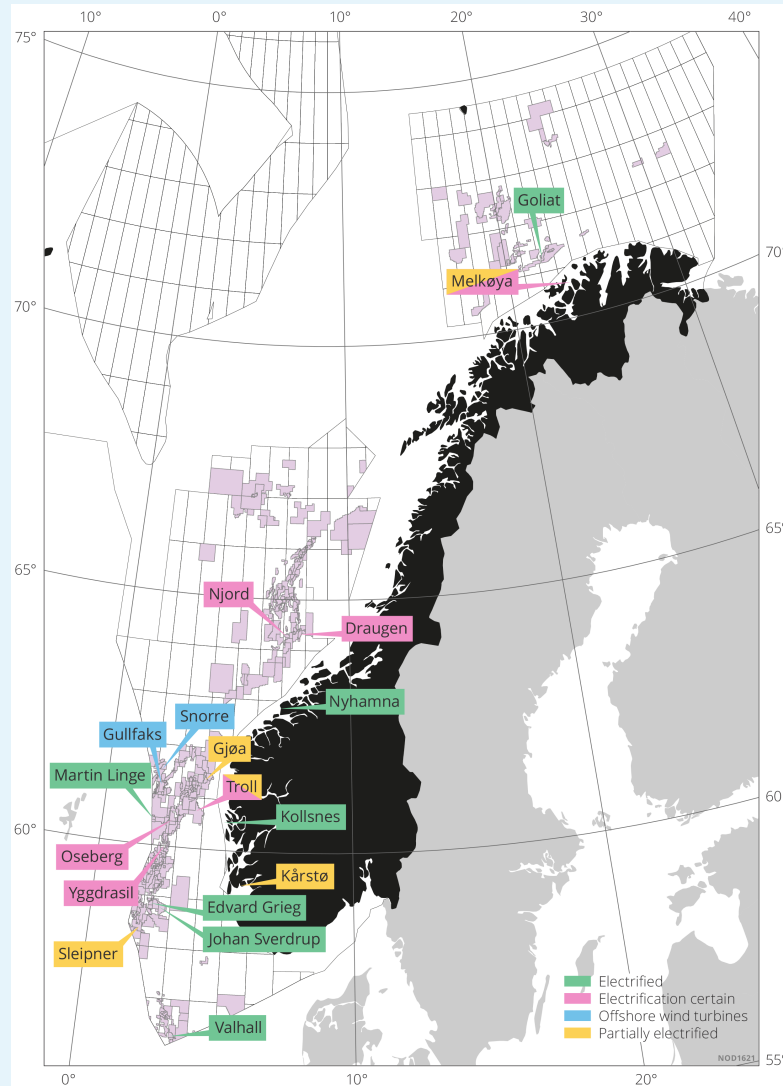 10°
0°
10°
20°
30°
40°
75°
Goliat
70°
Melkøya
70°
65°
65°
Njord
Draugen
Nyhamna
Snorre
Gullfaks
Gjøa
Martin Linge
Troll
60°
Kollsnes
60°
Oseberg
Kårstø
Yggdrasil
Edvard Grieg
Johan Sverdrup
Sleipner
Electrified
Electrification certain
Offshore wind turbines
Partially electrified
Valhall
NOD1621
55°
0°
10°
20°